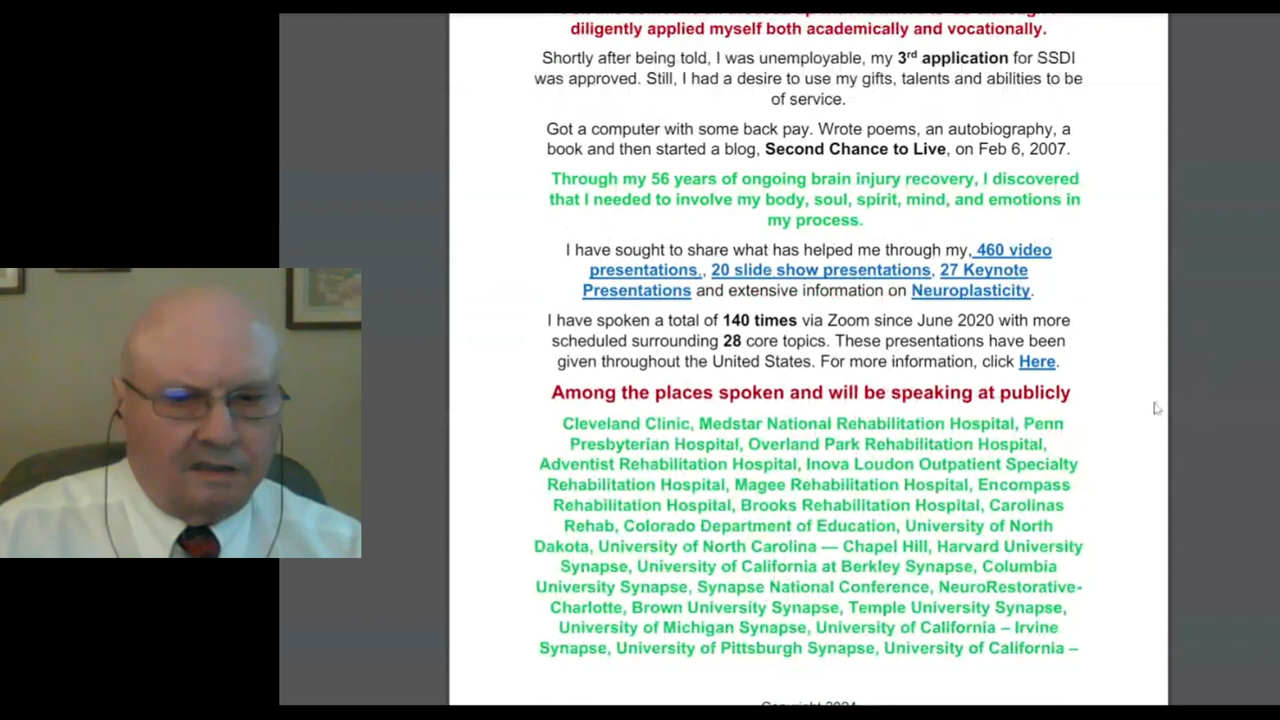 diligently applied myself both academically and vocationally.
Shortly after being told, I was unemployable, my 3rd application for SSDI
was approved. Still, I had a desire to use my gifts, talents and abilities to be
of service.
Got a computer with some back pay. Wrote poems, an autobiography, a
book and then started a blog, Second Chance to Live, on Feb 6, 2007.
Through my 56 years of ongoing brain injury recovery, I discovered
that I needed to involve my body, soul, spirit, mind, and emotions in
my process.
I have sought to share what has helped me through my, 460 video
presentations,, 20 slide show presentations, 27 Keynote
Presentations and extensive information on Neuroplasticity.
I have spoken a total of 140 times via Zoom since June 2020 with more
scheduled surrounding 28 core topics. These presentations have been
given throughout the United States. For more information, click Here.
Among the places spoken and will be speaking at publicly
Cleveland Clinic, Medstar National Rehabilitation Hospital, Penn
Presbyterian Hospital, Overland Park Rehabilitation Hospital,
Adventist Rehabilitation Hospital, Inova Loudon Outpatient Specialty
Rehabilitation Hospital, Magee Rehabilitation Hospital, Encompass
Rehabilitation Hospital, Brooks Rehabilitation Hospital, Carolinas
Rehab, Colorado Department of Education, University of North
Dakota, University of North Carolina — Chapel Hill, Harvard University
Synapse, University of California at Berkley Synapse, Columbia
University Synapse, Synapse National Conference, NeuroRestorative-
Charlotte, Brown University Synapse, Temple University Synapse,
University of Michigan Synapse, University of California – Irvine
Synapse, University of Pittsburgh Synapse, University of California –
Copyright 2024